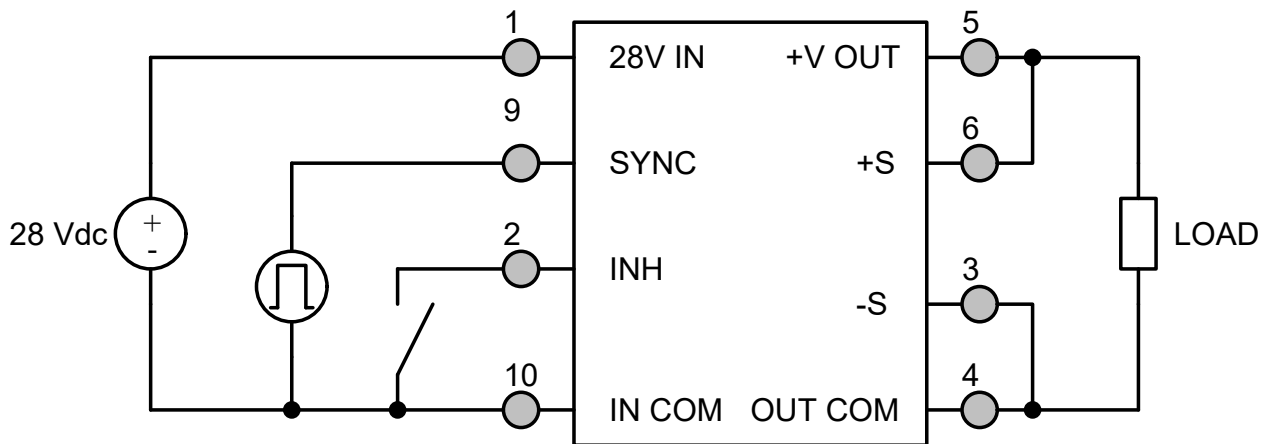 1
28V IN
+V OUT
5
9
SYNC
+S
6
28 Vdc
+
-
2
INH
-S
3
LOAD
10
IN COM
OUT COM
4